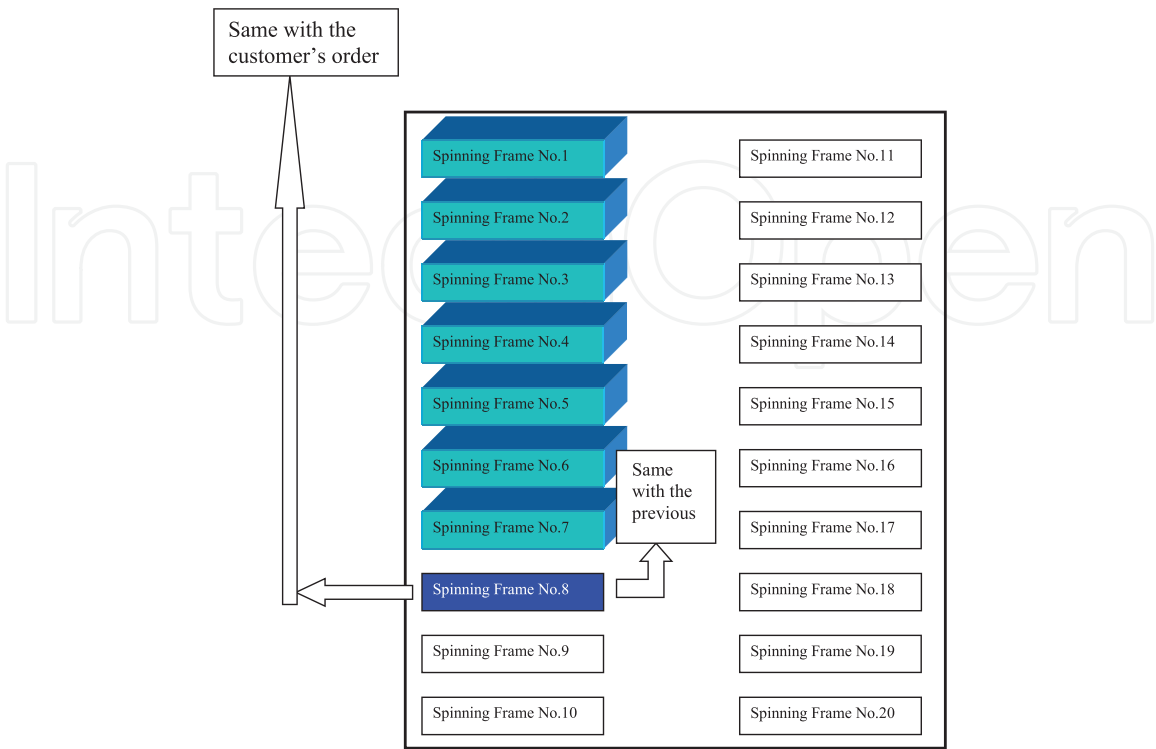 Same with the
customer's order
Spinning Frame No.1
Spinning Frame No.2
Spinning Frame No.3
Spinning Frame No.4
Spinning Frame No.5
Spinning Frame No.6
Spinning Frame No.7
Spinning Frame No.8
Spinning Frame No.9
Spinning Frame No.10
Same
with the
previous
Spinning Frame No.11
Spinning Frame No.12
Spinning Frame No.13
Spinning Frame No.14
Spinning Frame No.15
Spinning Frame No.16
Spinning Frame No.17
Spinning Frame No.18
Spinning Frame No.19
Spinning Frame No.20
IntechOpen